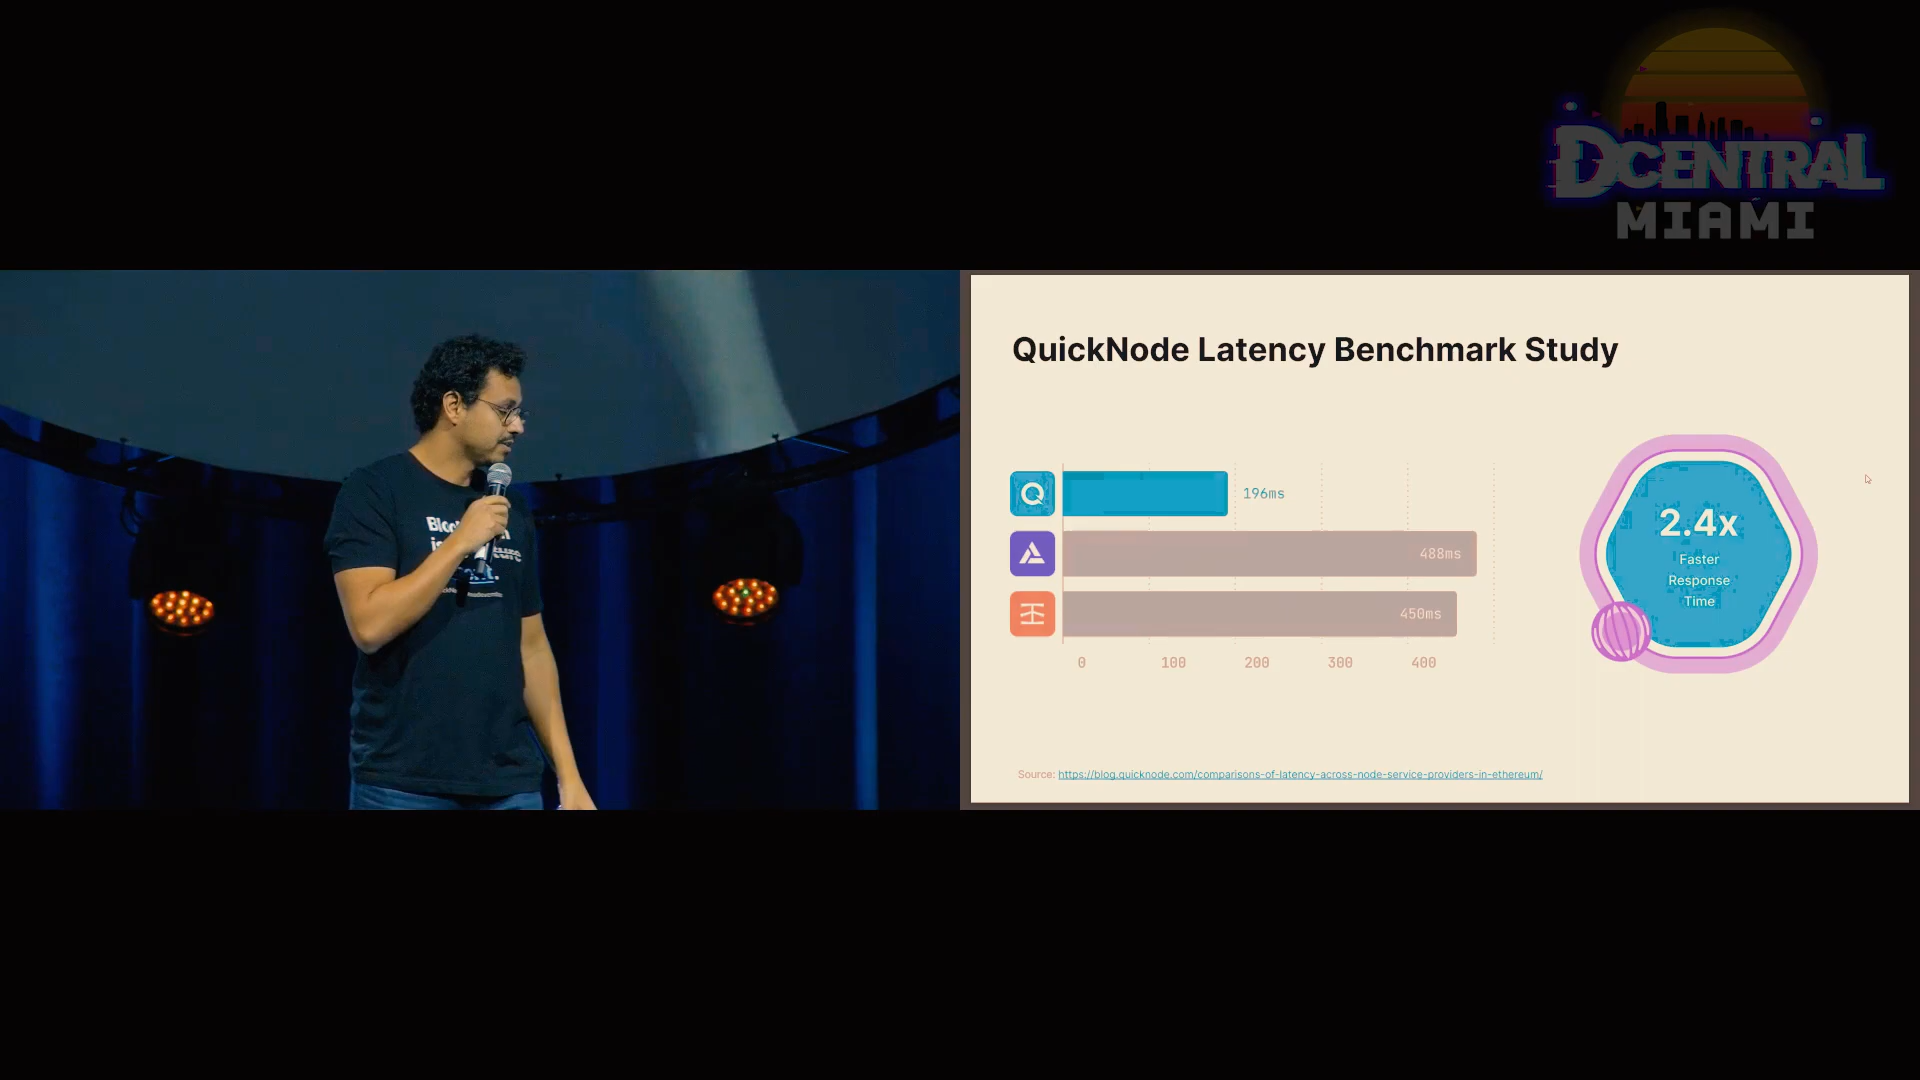 DCENTRAL
MIAMI
QuickNode Latency Benchmark Study
196ms
488ms
450ms
0 100 200 300 400
2.4x
Faster
Response
Time
Source: https://blog.quicknode.com/comparisons-of-latency-across-node-service-providers-in-ethereum/